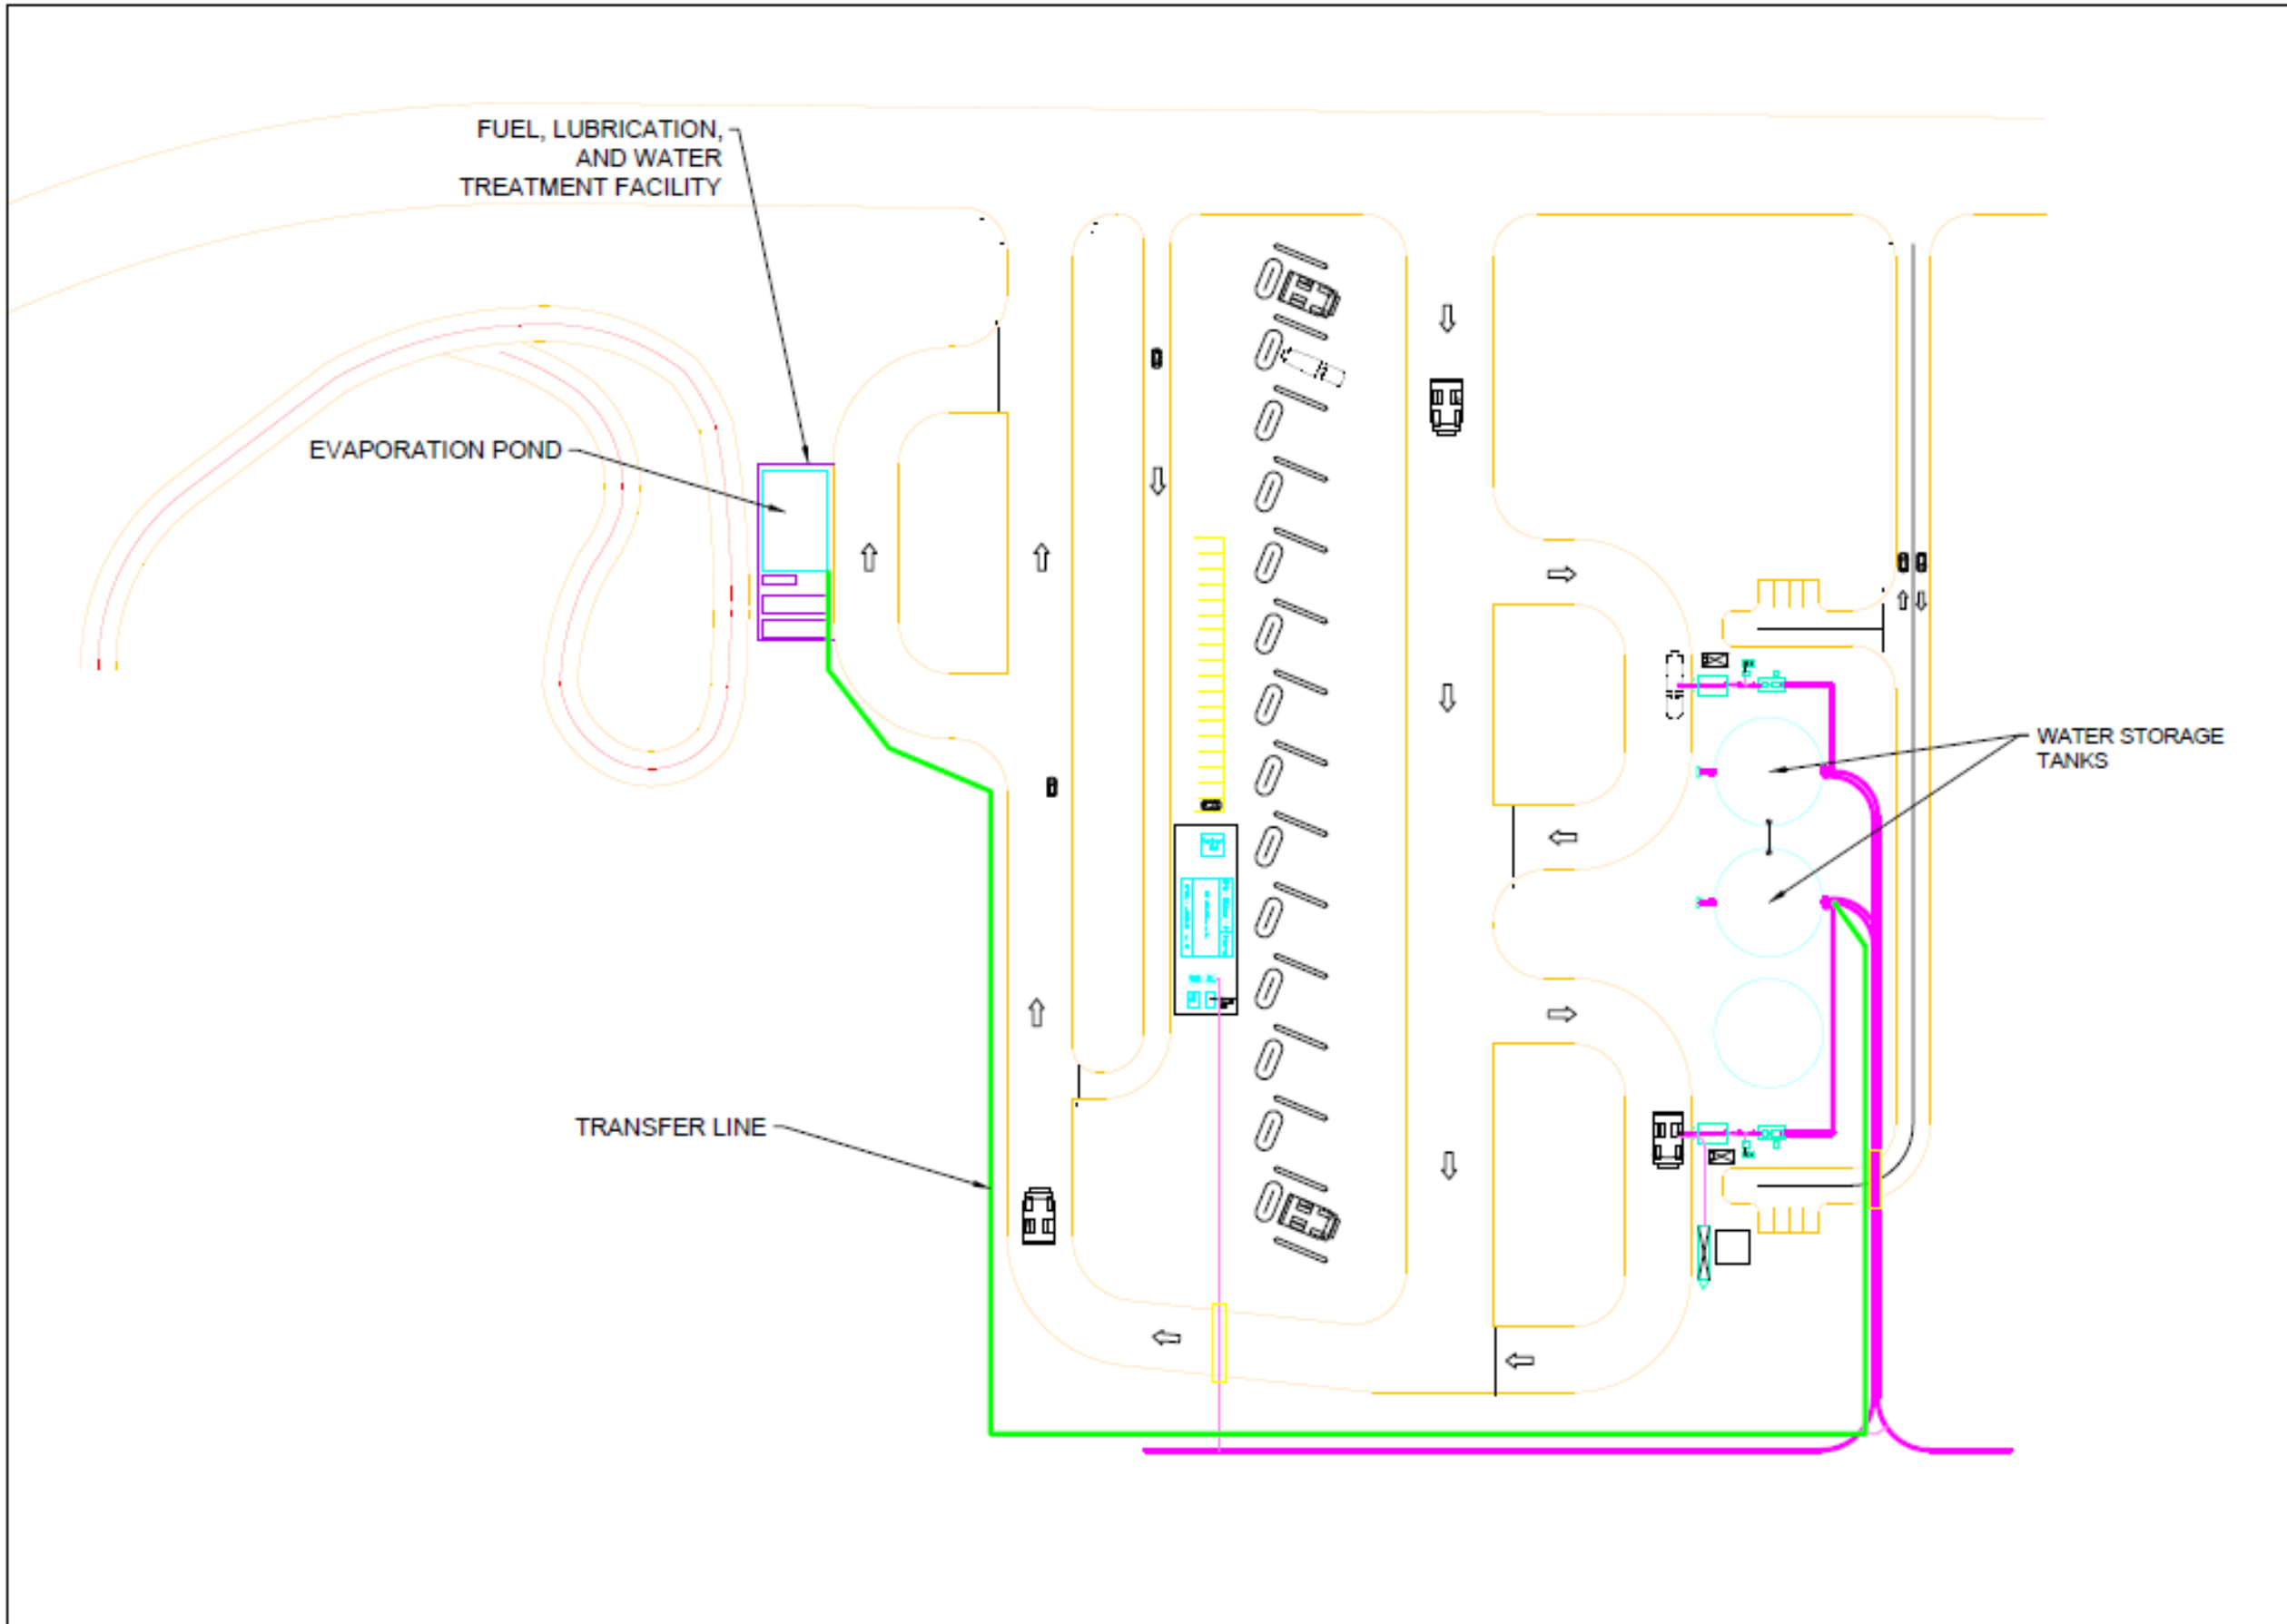 FUEL, LUBRICATION,
AND WATER
TREATMENT FACILITY
EVAPORATION POND
WATER STORAGE
TANKS
TRANSFER LINE